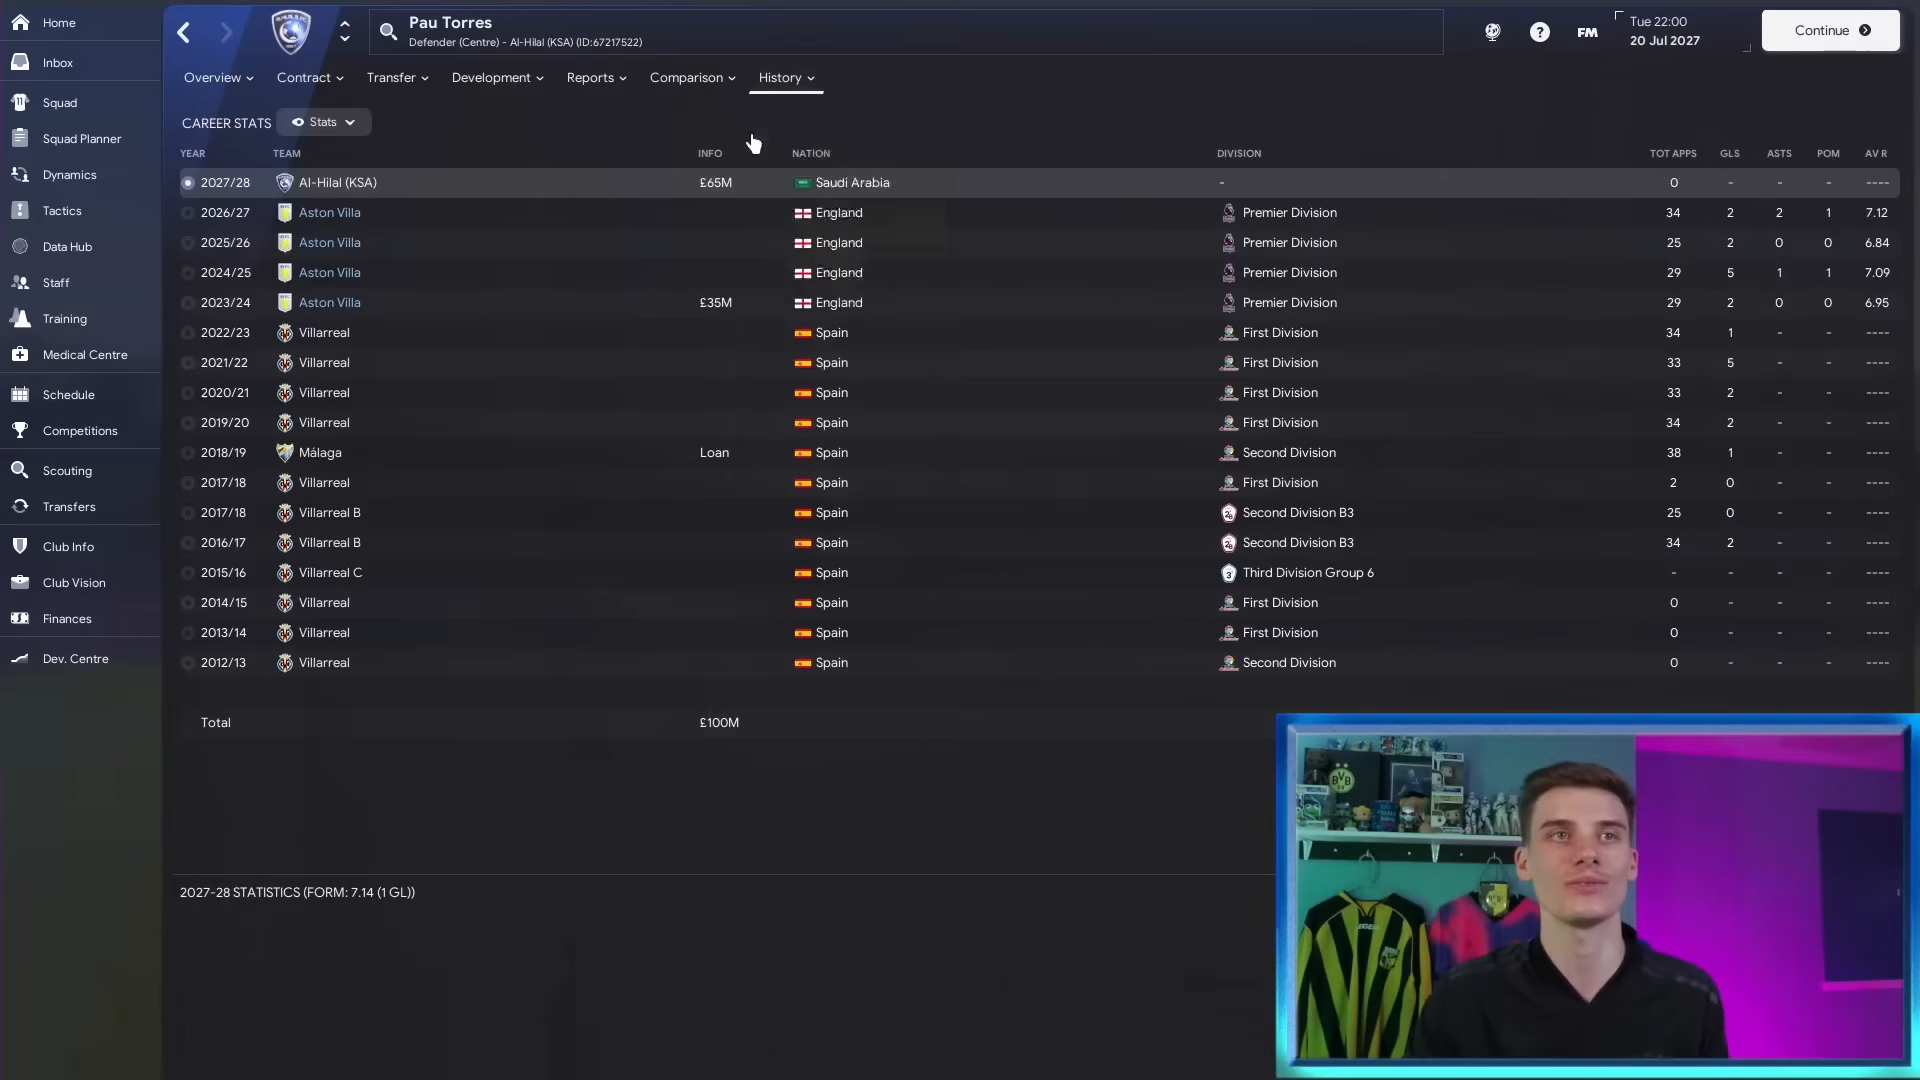 Home
Inbox
Squad
Squad Planner
Dynamics
Tactics
Data Hub
Staff
Training
Medical Centre
Schedule
Competitions
Scouting
Transfers
Club Info
Club Vision
Finances
Dev. Centre
Pau Torres
Defender (Centre) - Al-Hilal (KSA) (ID:67217522)
FM
Tue 22:00
20 Jul 2027
Continue
Overview Contract Transfer Development Reports Comparison History
CAREER STATS Stats
YEAR TEAM INFO NATION DIVISION TOT APPS GLS ASTS POM AV R
2027/28 Al-Hilal (KSA) £65M Saudi Arabia - 0 - - - ----
2026/27 Aston Villa England Premier Division 34 2 2 1 7.12
2025/26 Aston Villa England Premier Division 25 2 0 0 6.84
2024/25 Aston Villa England Premier Division 29 5 1 1 7.09
2023/24 Aston Villa £35M England Premier Division 29 2 0 0 6.95
2022/23 Villarreal Spain First Division 34 1 - - ----
2021/22 Villarreal Spain First Division 33 5 - - ----
2020/21 Villarreal Spain First Division 33 2 - - ----
2019/20 Villarreal Spain First Division 34 2 - - ----
2018/19 Málaga Loan Spain Second Division 38 1 - - ----
2017/18 Villarreal Spain First Division 2 0 - - ----
2017/18 Villarreal B Spain Second Division B3 25 0 - - ----
2016/17 Villarreal B Spain Second Division B3 34 2 - - ----
2015/16 Villarreal C Spain Third Division Group 6 - - - - ----
2014/15 Villarreal Spain First Division 0 - - - ----
2013/14 Villarreal Spain First Division 0 - - - ----
2012/13 Villarreal Spain Second Division 0 - - - ----
Total £100M
2027-28 STATISTICS (FORM: 7.14 (1 GL))
BVB